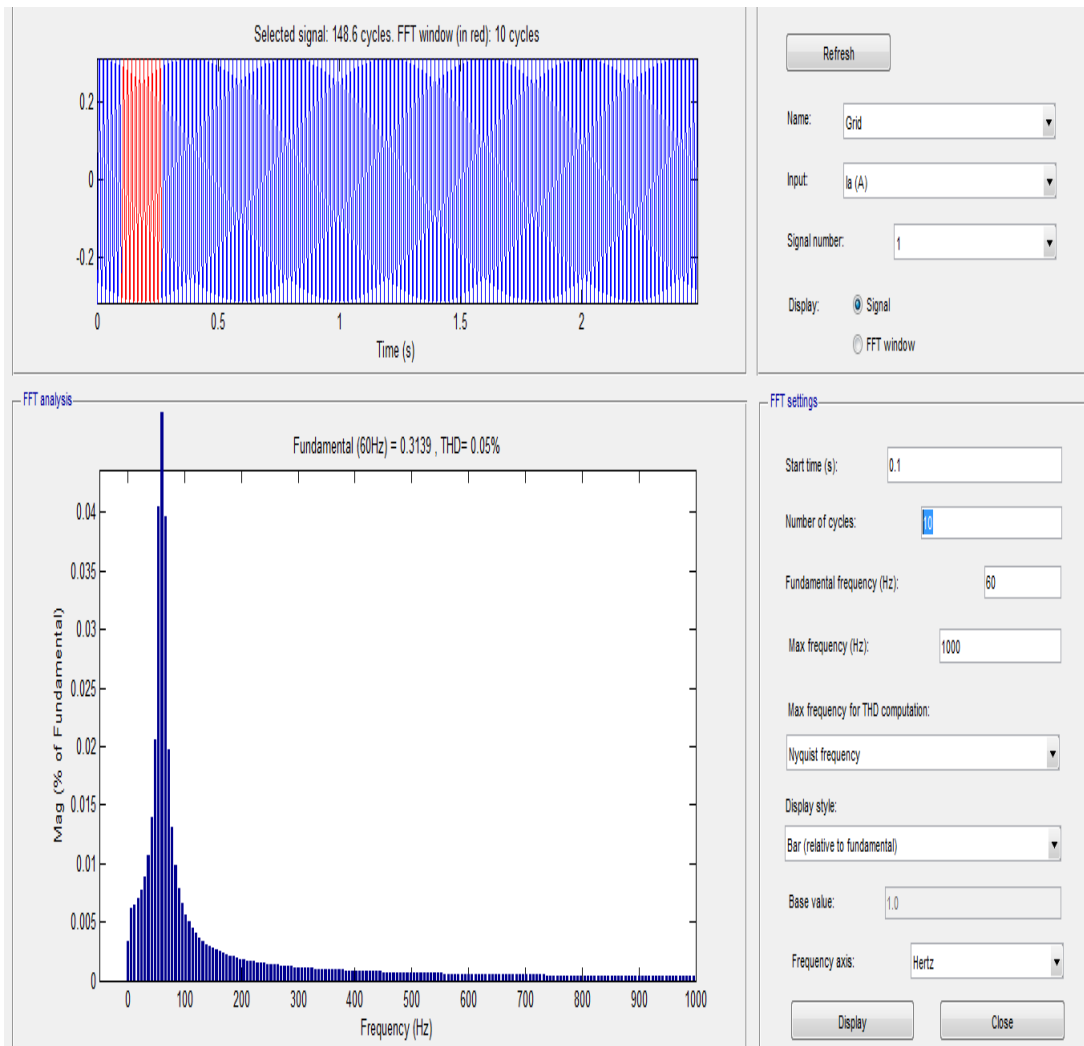 Selected signal: 148.6 cycles. FFT window (in red): 10 cycles
0.2
0
-0.2
0 0.5 1 1.5 2
Time (s)
Refresh
Name: Grid
Input: Ia (A)
Signal number: 1
Display: Signal
FFT window
FFT analysis
Fundamental (60Hz) = 0.3139 , THD= 0.05%
Mag (% of Fundamental)
0.04
0.035
0.03
0.025
0.02
0.015
0.01
0.005
0
0 100 200 300 400 500 600 700 800 900 1000
Frequency (Hz)
FFT settings
Start time (s): 0.1
Number of cycles: 10
Fundamental frequency (Hz): 60
Max frequency (Hz): 1000
Max frequency for THD computation:
Nyquist frequency
Display style:
Bar (relative to fundamental)
Base value: 1.0
Frequency axis: Hertz
Display Close